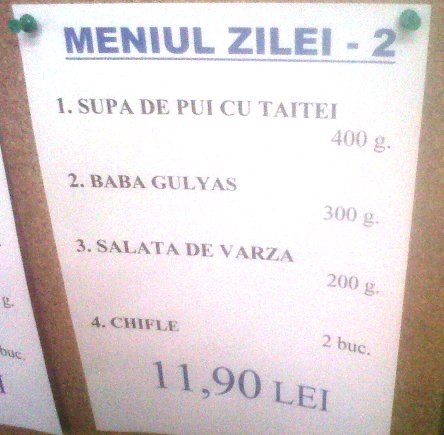 MENIUL ZILEI - 2
1. SUPA DE PUI CU TAITEI
400 g.
2. BABA GULYAS
300 g.
3. SALATA DE VARZA
200 g.
4. CHIFLE
2 buc.
11,90 LEI
g.
buc.